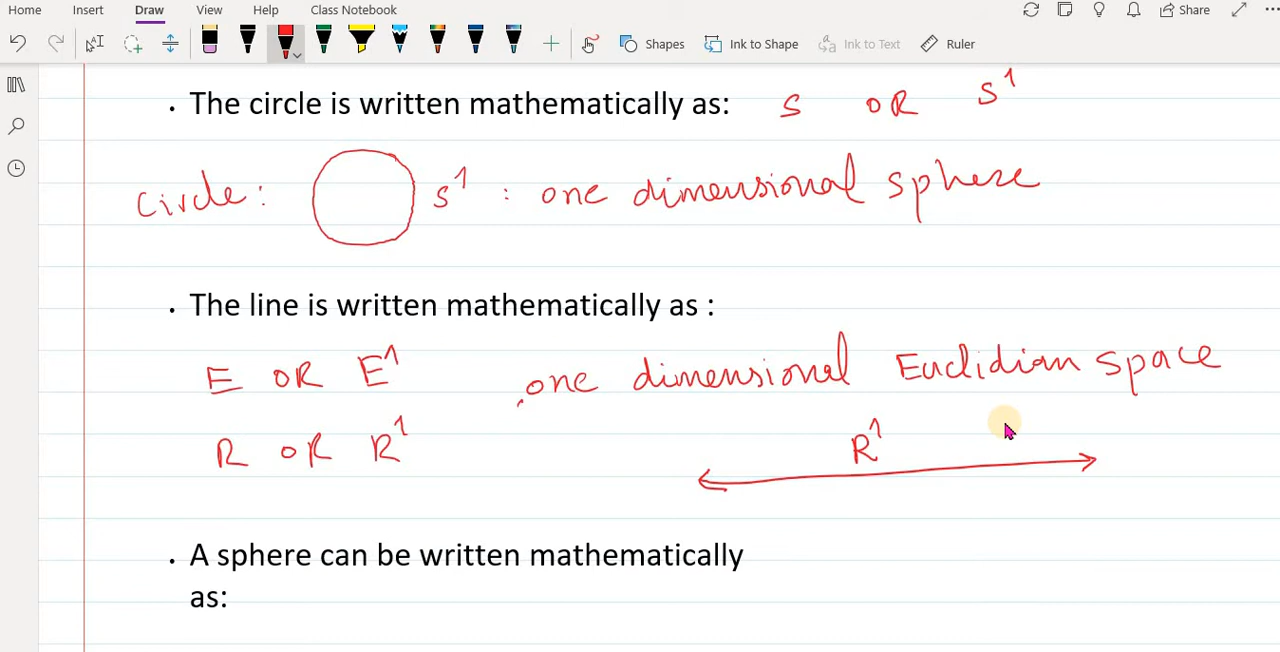 Home Insert Draw View Help Class Notebook Share
Shapes Ink to Shape Ink to Text Ruler
. The circle is written mathematically as: S OR S¹
Circle: S¹ : one dimensional sphere
. The line is written mathematically as :
E OR E¹ one dimensional Euclidian space
R OR R¹ R¹
. A sphere can be written mathematically
as: